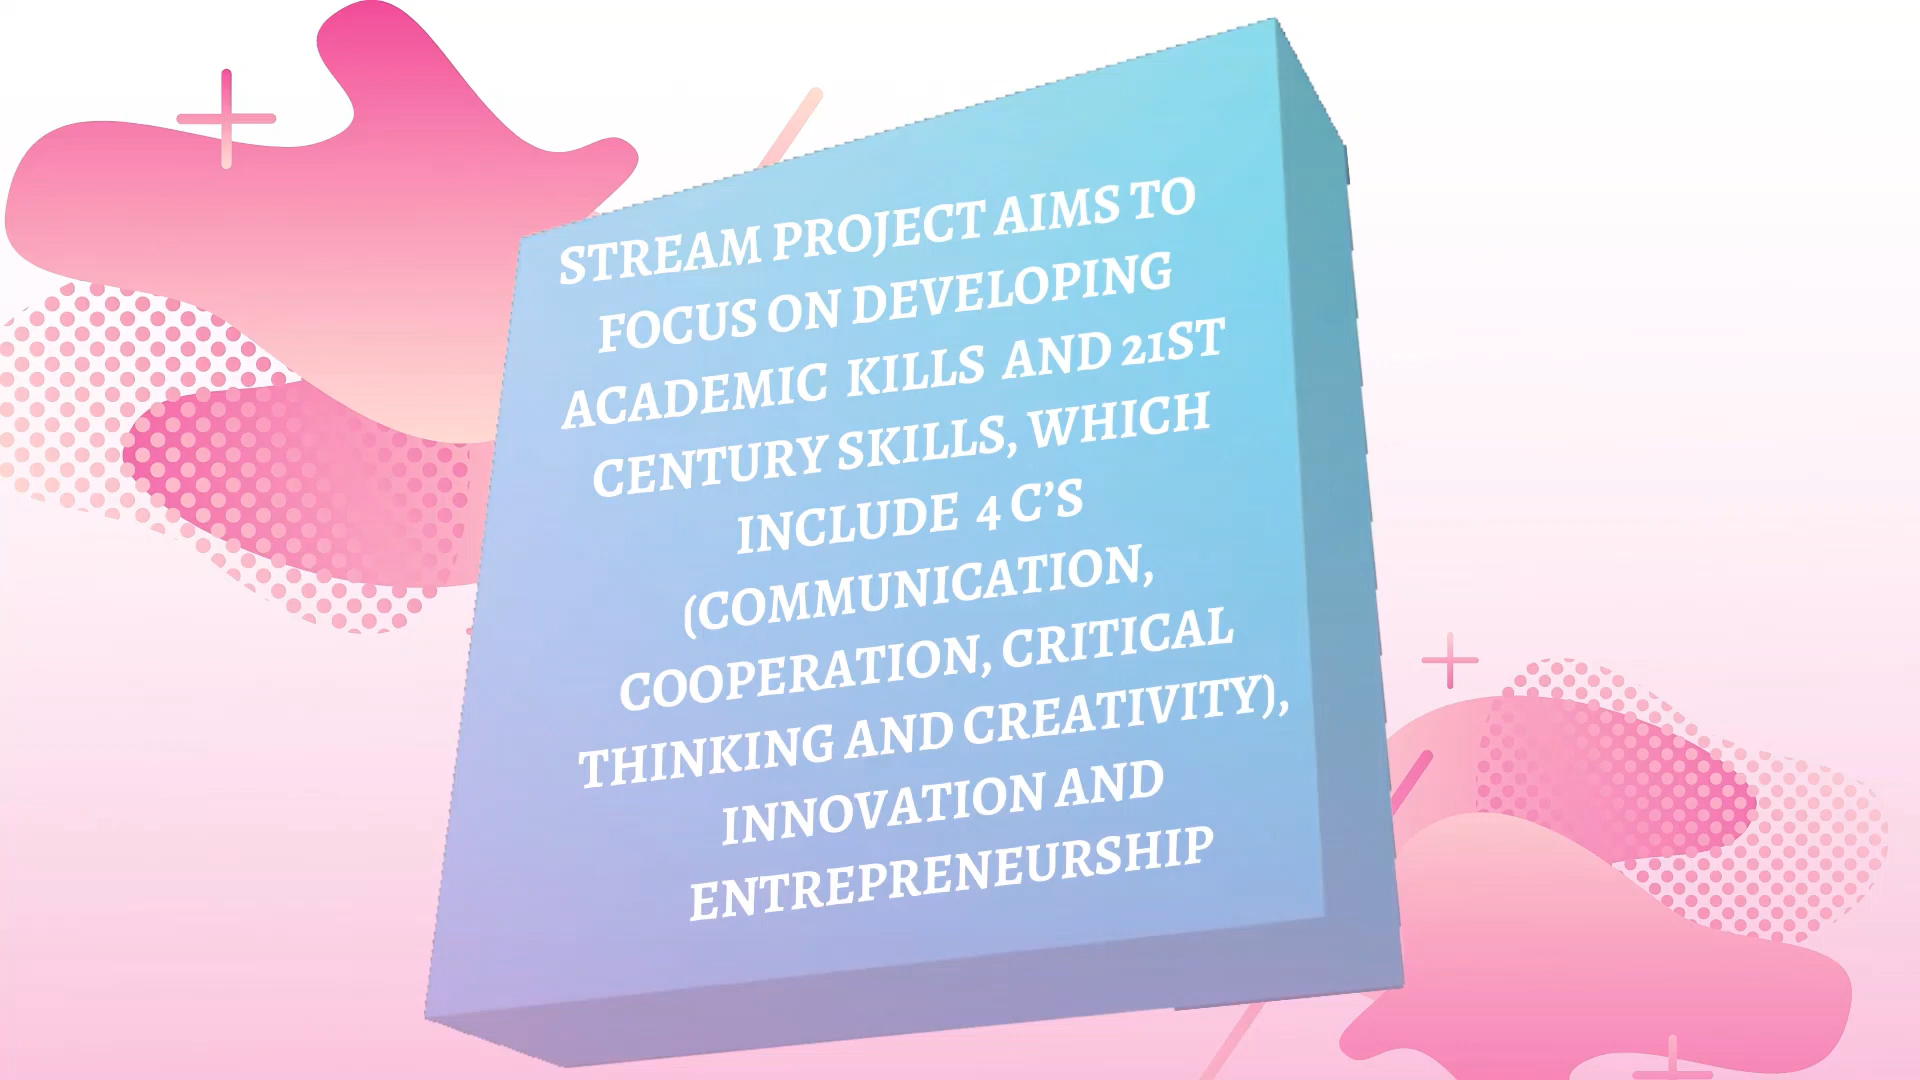 STREAM PROJECT AIMS TO
FOCUS ON DEVELOPING
ACADEMIC KILLS AND 21ST
CENTURY SKILLS, WHICH
INCLUDE 4 C’S
(COMMUNICATION,
COOPERATION, CRITICAL
THINKING AND CREATIVITY),
INNOVATION AND
ENTREPRENEURSHIP